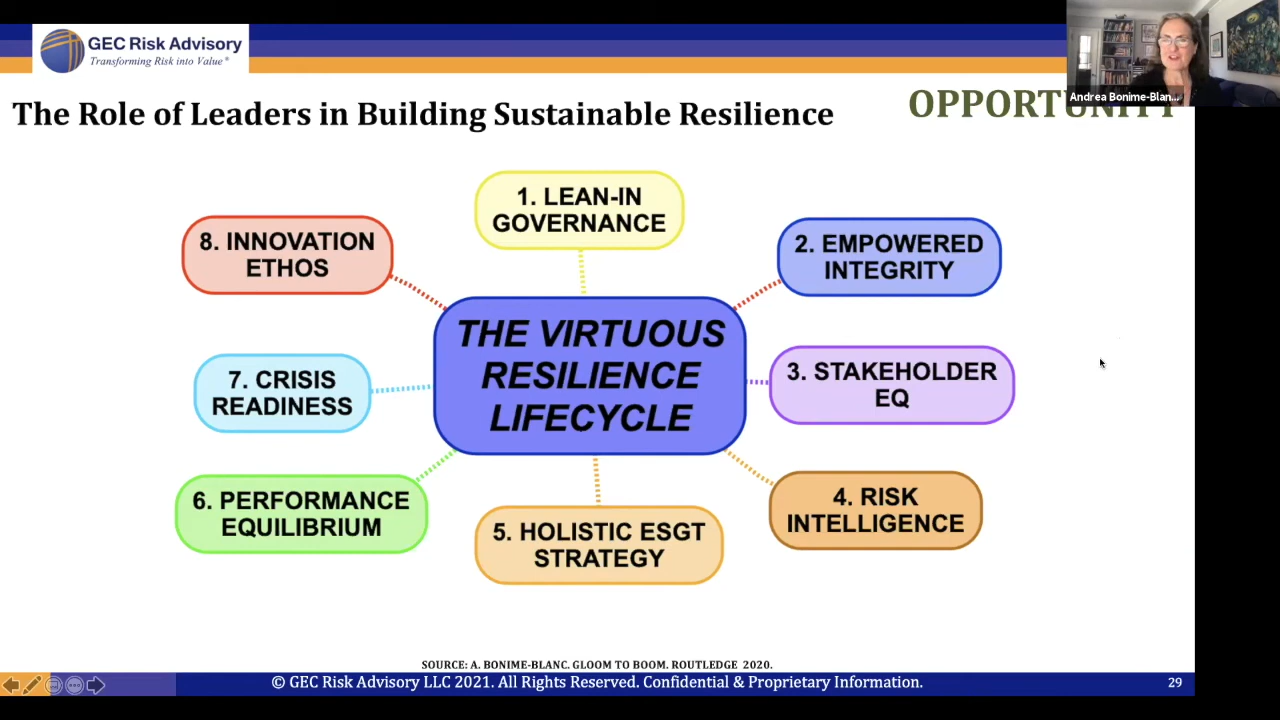 GEC Risk Advisory
Transforming Risk into Value®
Andrea Bonime-Blan...
The Role of Leaders in Building Sustainable Resilience
OPPORTUNITY
1. LEAN-IN
GOVERNANCE
2. EMPOWERED
INTEGRITY
3. STAKEHOLDER
EQ
4. RISK
INTELLIGENCE
5. HOLISTIC ESGT
STRATEGY
6. PERFORMANCE
EQUILIBRIUM
7. CRISIS
READINESS
8. INNOVATION
ETHOS
THE VIRTUOUS
RESILIENCE
LIFECYCLE
SOURCE: A. BONIME-BLANC. GLOOM TO BOOM. ROUTLEDGE 2020.
© GEC Risk Advisory LLC 2021. All Rights Reserved. Confidential & Proprietary Information.
29